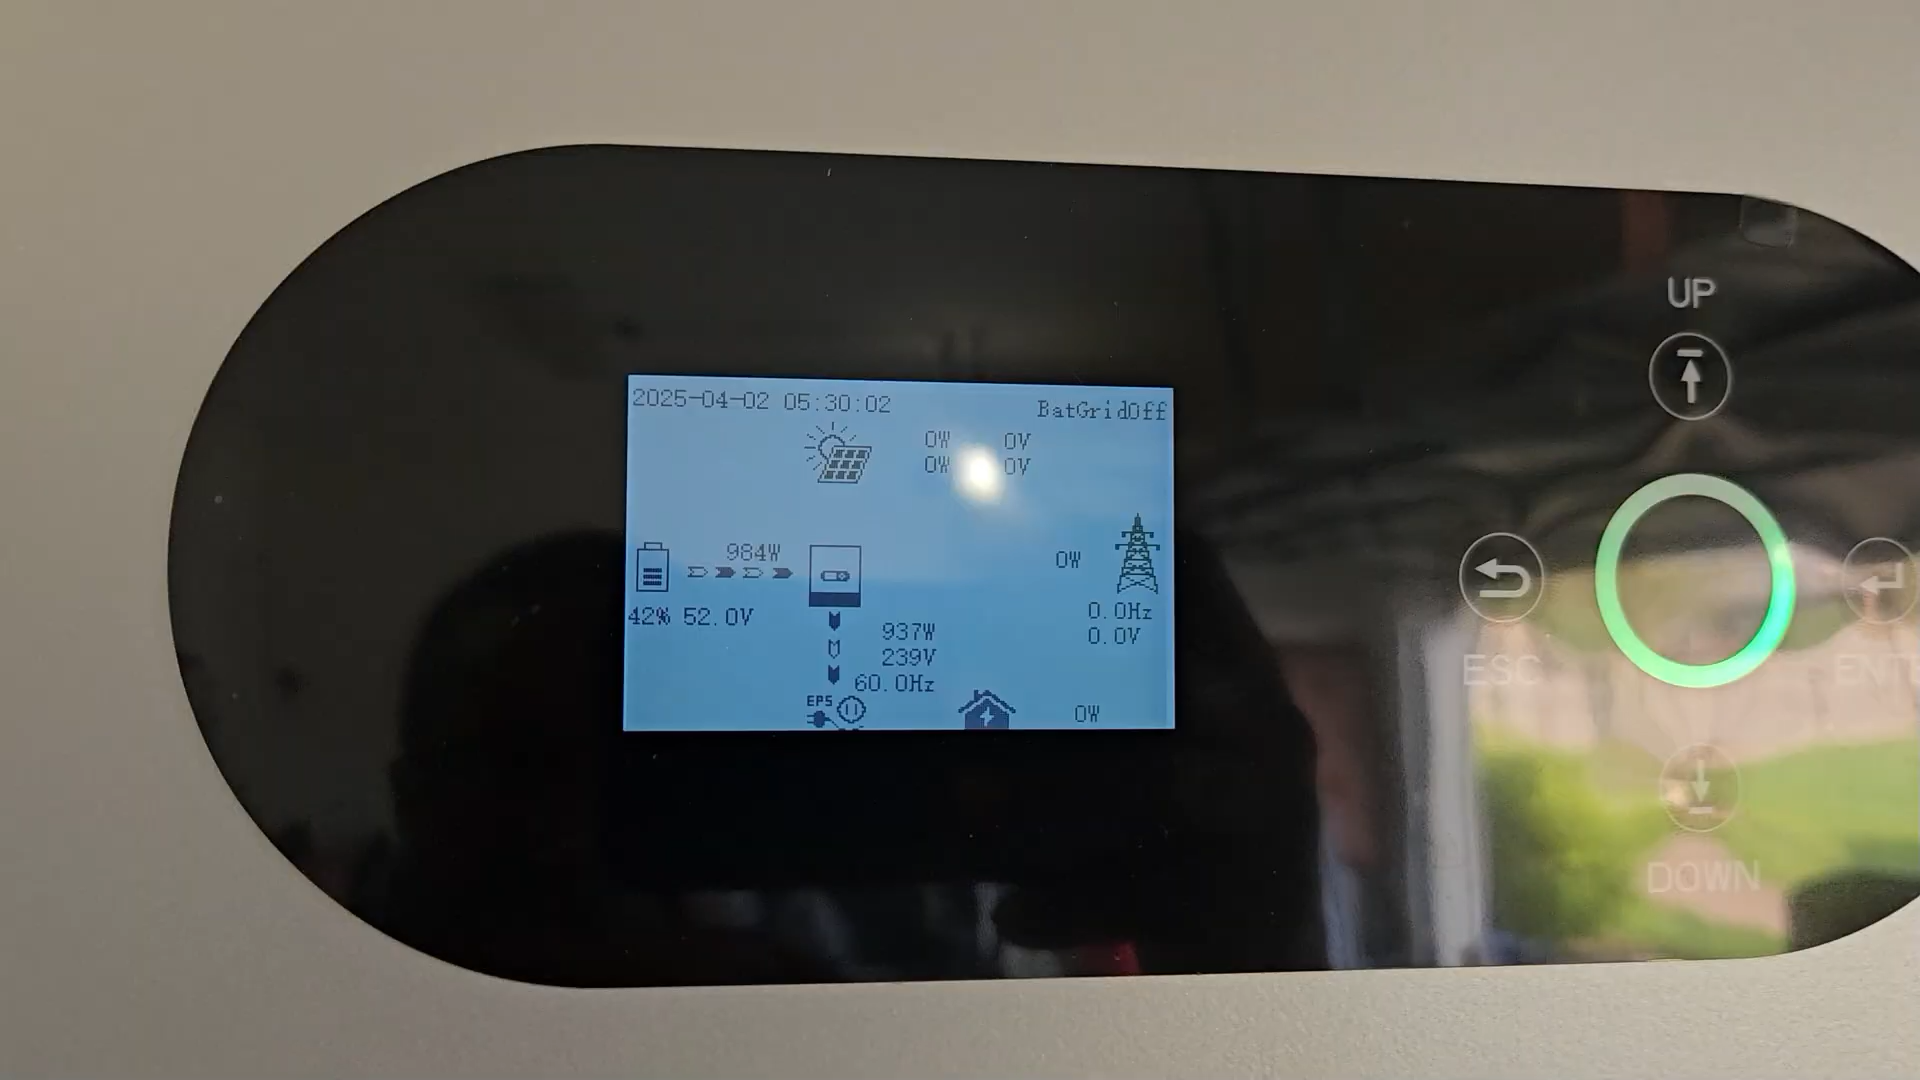 2025-04-02 05:30:02 BatGridOff
0W 0V
0W 0V
984W
0W
42% 52.0V
0.0Hz
0.0V
937W
239V
60.0Hz
EPS
0W
UP
ESC
ENTE
DOWN